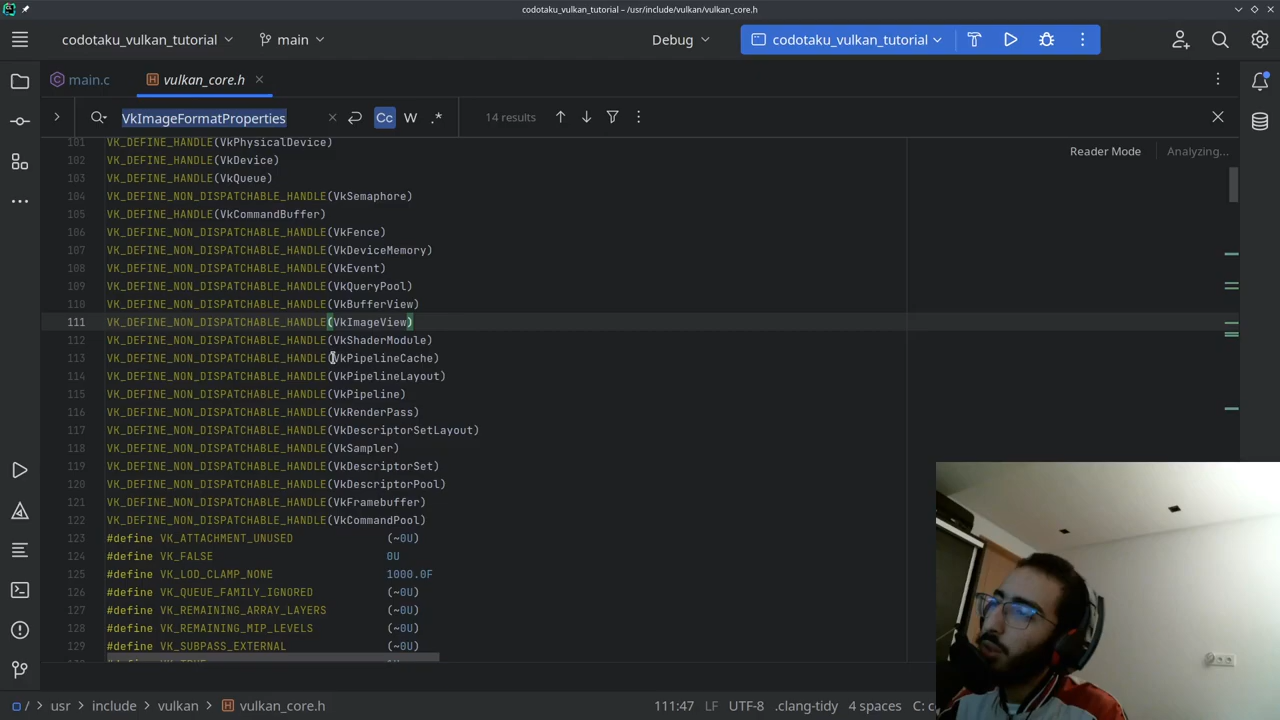 codotaku_vulkan_tutorial – /usr/include/vulkan/vulkan_core.h
codotaku_vulkan_tutorial main Debug codotaku_vulkan_tutorial
main.c vulkan_core.h
VkImageFormatProperties Cc W .* 14 results
Reader Mode Analyzing...
101 VK_DEFINE_HANDLE(VkPhysicalDevice)
102 VK_DEFINE_HANDLE(VkDevice)
103 VK_DEFINE_HANDLE(VkQueue)
104 VK_DEFINE_NON_DISPATCHABLE_HANDLE(VkSemaphore)
105 VK_DEFINE_HANDLE(VkCommandBuffer)
106 VK_DEFINE_NON_DISPATCHABLE_HANDLE(VkFence)
107 VK_DEFINE_NON_DISPATCHABLE_HANDLE(VkDeviceMemory)
108 VK_DEFINE_NON_DISPATCHABLE_HANDLE(VkEvent)
109 VK_DEFINE_NON_DISPATCHABLE_HANDLE(VkQueryPool)
110 VK_DEFINE_NON_DISPATCHABLE_HANDLE(VkBufferView)
111 VK_DEFINE_NON_DISPATCHABLE_HANDLE(VkImageView)
112 VK_DEFINE_NON_DISPATCHABLE_HANDLE(VkShaderModule)
113 VK_DEFINE_NON_DISPATCHABLE_HANDLE(VkPipelineCache)
114 VK_DEFINE_NON_DISPATCHABLE_HANDLE(VkPipelineLayout)
115 VK_DEFINE_NON_DISPATCHABLE_HANDLE(VkPipeline)
116 VK_DEFINE_NON_DISPATCHABLE_HANDLE(VkRenderPass)
117 VK_DEFINE_NON_DISPATCHABLE_HANDLE(VkDescriptorSetLayout)
118 VK_DEFINE_NON_DISPATCHABLE_HANDLE(VkSampler)
119 VK_DEFINE_NON_DISPATCHABLE_HANDLE(VkDescriptorSet)
120 VK_DEFINE_NON_DISPATCHABLE_HANDLE(VkDescriptorPool)
121 VK_DEFINE_NON_DISPATCHABLE_HANDLE(VkFramebuffer)
122 VK_DEFINE_NON_DISPATCHABLE_HANDLE(VkCommandPool)
123 #define VK_ATTACHMENT_UNUSED (~0U)
124 #define VK_FALSE 0U
125 #define VK_LOD_CLAMP_NONE 1000.0F
126 #define VK_QUEUE_FAMILY_IGNORED (~0U)
127 #define VK_REMAINING_ARRAY_LAYERS (~0U)
128 #define VK_REMAINING_MIP_LEVELS (~0U)
129 #define VK_SUBPASS_EXTERNAL (~0U)
/ usr include vulkan vulkan_core.h 111:47 LF UTF-8 .clang-tidy 4 spaces C: